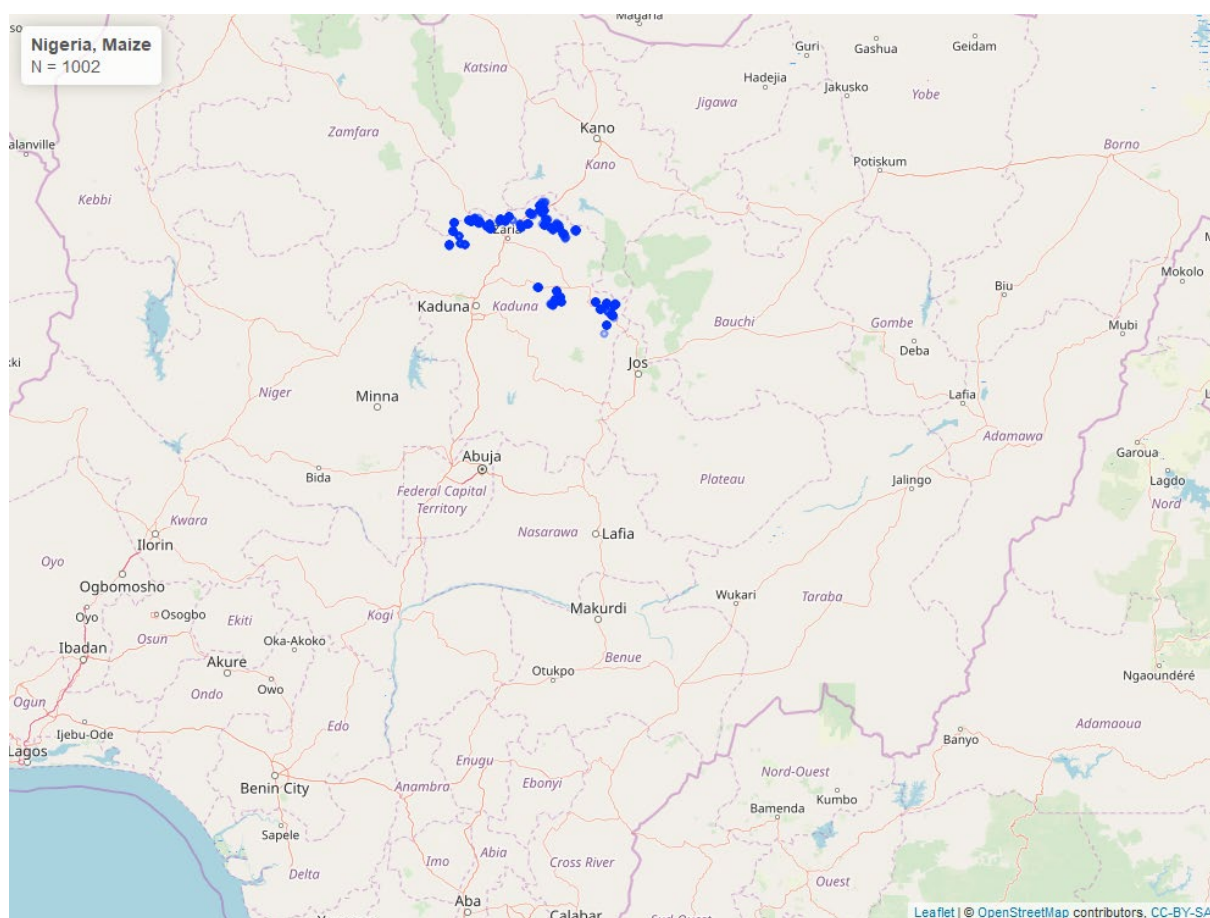 Nigeria, Maize
N = 1002
Magaria
Katsina
Guri
Gashua
Geidam
Hadejia
Jakusko
Jigawa
Yobe
Zamfara
Kano
alanville
Kano
Potiskum
Borno
Kebbi
Zaria
Mokolo
Biu
Kaduna
Kaduna
Bauchi
Gombe
Mubi
Deba
Jos
Niger
Minna
Lafia
Adamawa
Garoua
Abuja
Bida
Plateau
Jalingo
Lagdo
Federal Capital
Territory
Nord
Kwara
Nasarawa
Lafia
Ilorin
Oyo
Ogbomosho
Wukari
Taraba
Oyo
Osogbo
Ekiti
Kogi
Makurdi
Osun
Oka-Akoko
Ibadan
Akure
Otukpo
Benue
Ngaoundéré
Ogun
Ondo
Owo
Edo
Ijebu-Ode
Adamaoua
Lagos
Banyo
Enugu
Nord-Ouest
Benin City
Anambra
Ebonyi
Kumbo
Bamenda
Sapele
Imo
Abia
Cross River
Delta
Ouest
Aba
Calabar
Sud-Ouest
Leaflet | © OpenStreetMap contributors, CC-BY-SA